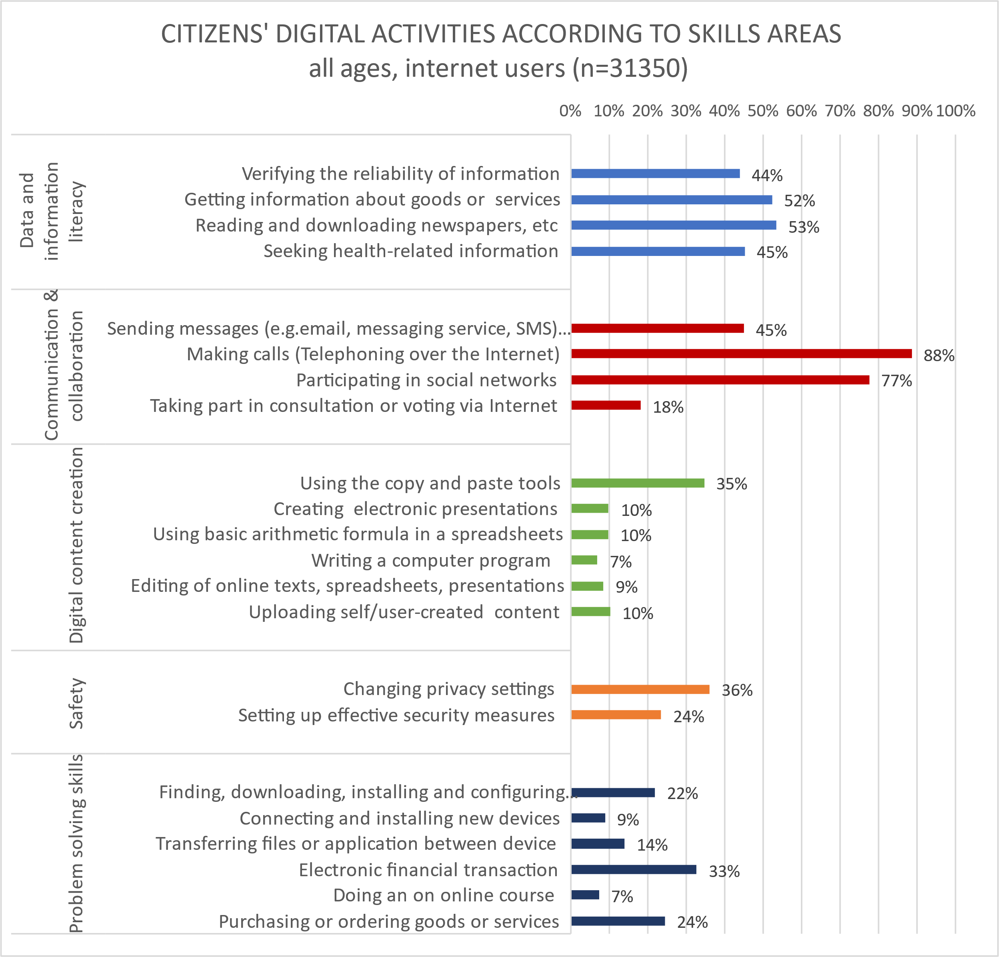 CITIZENS' DIGITAL ACTIVITIES ACCORDING TO SKILLS AREAS
all ages, internet users (n=31350)
0% 10% 20% 30% 40% 50% 60% 70% 80% 90% 100%
Data and
information
literacy
Verifying the reliability of information 44%
Getting information about goods or  services 52%
Reading and downloading newspapers, etc 53%
Seeking health-related information 45%
Communication &
collaboration
Sending messages (e.g.email, messaging service, SMS)... 45%
Making calls (Telephoning over the Internet) 88%
Participating in social networks 77%
Taking part in consultation or voting via Internet 18%
Digital content creation
Using the copy and paste tools 35%
Creating  electronic presentations 10%
Using basic arithmetic formula in a spreadsheets 10%
Writing a computer program 7%
Editing of online texts, spreadsheets, presentations 9%
Uploading self/user-created  content 10%
Safety
Changing privacy settings 36%
Setting up effective security measures 24%
Problem solving skills
Finding, downloading, installing and configuring... 22%
Connecting and installing new devices 9%
Transferring files or application between device 14%
Electronic financial transaction 33%
Doing an on online course 7%
Purchasing or ordering goods or services 24%